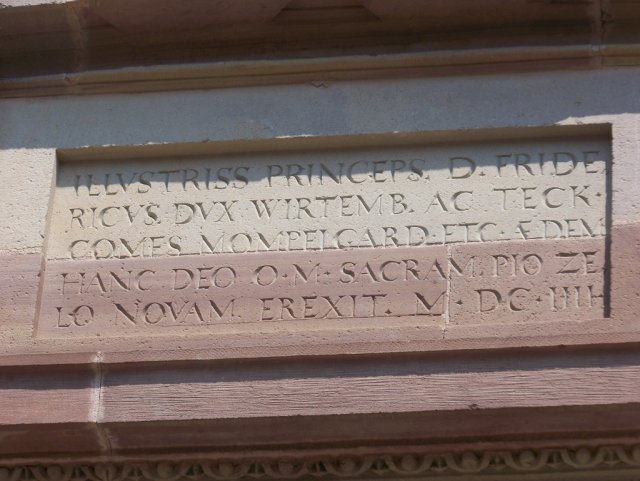 ILLVSTRISS PRINCEPS. D. FRIDE.
RICVS. DVX WIRTEMB. AC TECK.
COMES MOMPELGARD. ETC. ÆDEM
HANC DEO O. M. SACRAM. PIO ZE.
LO NOVAM EREXIT. M. DC. IIII.